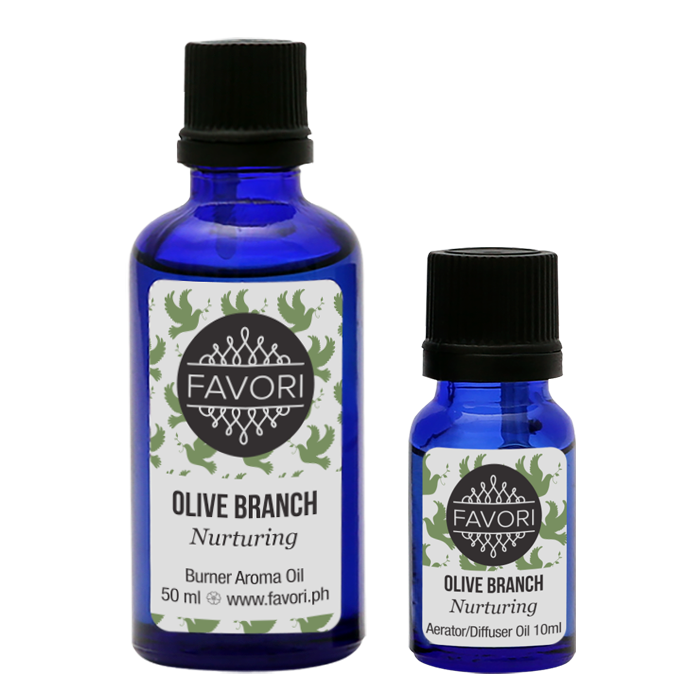 FAVORI
OLIVE BRANCH
Nurturing
Burner Aroma Oil
50 ml www.favori.ph
FAVORI
OLIVE BRANCH
Nurturing
Aerator/Diffuser Oil 10ml